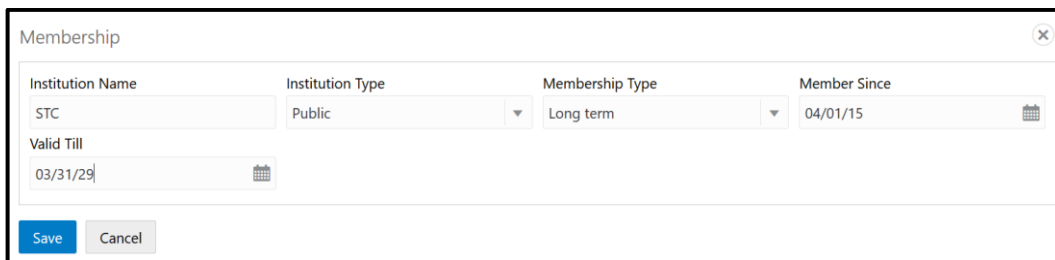 Membership
Institution Name Institution Type Membership Type Member Since
STC Public Long term 04/01/15
Valid Till
03/31/29
Save Cancel